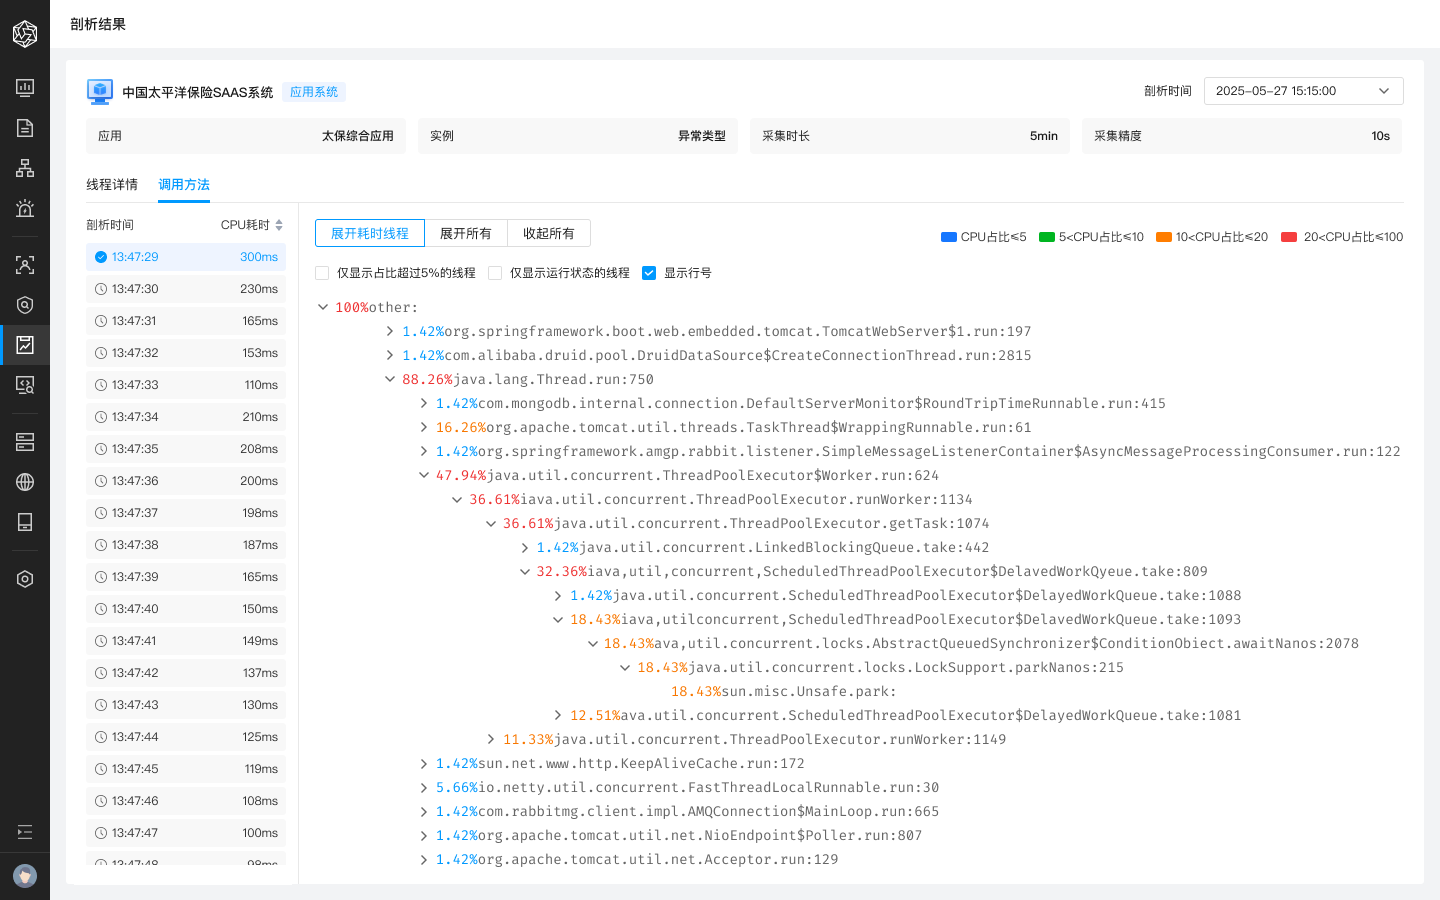 剖析结果
中国太平洋保险SAAS系统 应用系统
剖析时间 2025-05-27 15:15:00
应用 太保综合应用
实例 异常类型
采集时长 5min
采集精度 10s
线程详情 调用方法
剖析时间 CPU耗时
13:47:29 300ms
13:47:30 230ms
13:47:31 165ms
13:47:32 153ms
13:47:33 110ms
13:47:34 210ms
13:47:35 208ms
13:47:36 200ms
13:47:37 198ms
13:47:38 187ms
13:47:39 165ms
13:47:40 150ms
13:47:41 149ms
13:47:42 137ms
13:47:43 130ms
13:47:44 125ms
13:47:45 119ms
13:47:46 108ms
13:47:47 100ms
13:47:48 98ms
展开耗时线程 展开所有 收起所有
CPU占比≤5 5<CPU占比≤10 10<CPU占比≤20 20<CPU占比≤100
仅显示占比超过5%的线程 仅显示运行状态的线程 显示行号
100%other:
1.42%org.springframework.boot.web.embedded.tomcat.TomcatWebServer$1.run:197
1.42%com.alibaba.druid.pool.DruidDataSource$CreateConnectionThread.run:2815
88.26%java.lang.Thread.run:750
1.42%com.mongodb.internal.connection.DefaultServerMonitor$RoundTripTimeRunnable.run:415
16.26%org.apache.tomcat.util.threads.TaskThread$WrappingRunnable.run:61
1.42%org.springframework.amgp.rabbit.listener.SimpleMessageListenerContainer$AsyncMessageProcessingConsumer.run:122
47.94%java.util.concurrent.ThreadPoolExecutor$Worker.run:624
36.61%iava.util.concurrent.ThreadPoolExecutor.runWorker:1134
36.61%java.util.concurrent.ThreadPoolExecutor.getTask:1074
1.42%java.util.concurrent.LinkedBlockingQueue.take:442
32.36%iava,util,concurrent,ScheduledThreadPoolExecutor$DelavedWorkQyeue.take:809
1.42%java.util.concurrent.ScheduledThreadPoolExecutor$DelayedWorkQueue.take:1088
18.43%iava,utilconcurrent,ScheduledThreadPoolExecutor$DelavedWorkQueue.take:1093
18.43%ava,util.concurrent.locks.AbstractQueuedSynchronizer$ConditionObiect.awaitNanos:2078
18.43%java.util.concurrent.locks.LockSupport.parkNanos:215
18.43%sun.misc.Unsafe.park:
12.51%ava.util.concurrent.ScheduledThreadPoolExecutor$DelayedWorkQueue.take:1081
11.33%java.util.concurrent.ThreadPoolExecutor.runWorker:1149
1.42%sun.net.www.http.KeepAliveCache.run:172
5.66%io.netty.util.concurrent.FastThreadLocalRunnable.run:30
1.42%com.rabbitmg.client.impl.AMQConnection$MainLoop.run:665
1.42%org.apache.tomcat.util.net.NioEndpoint$Poller.run:807
1.42%org.apache.tomcat.util.net.Acceptor.run:129